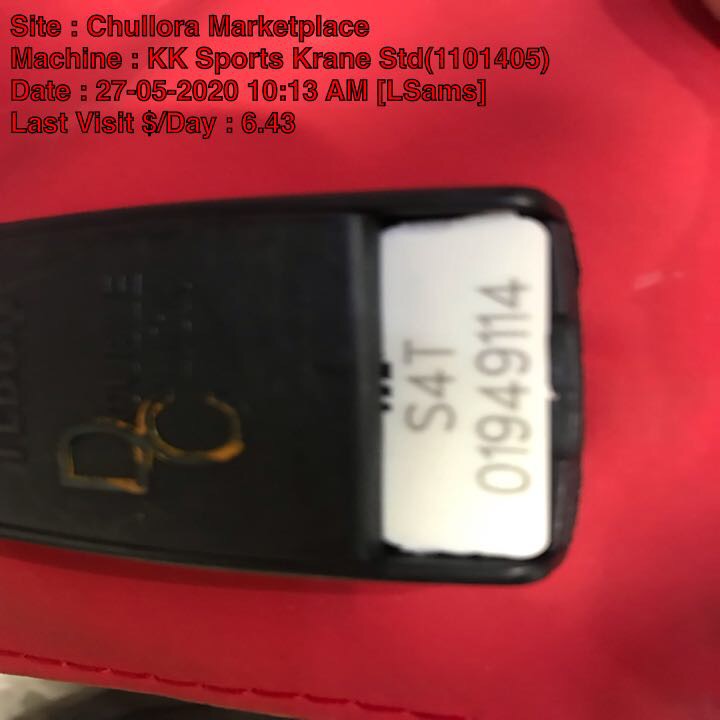 Site : Chullora Marketplace
Machine : KK Sports Krane Std(1101405)
Date : 27-05-2020 10:13 AM [LSams]
Last Visit $/Day : 6.43
S4T
01949114
DC